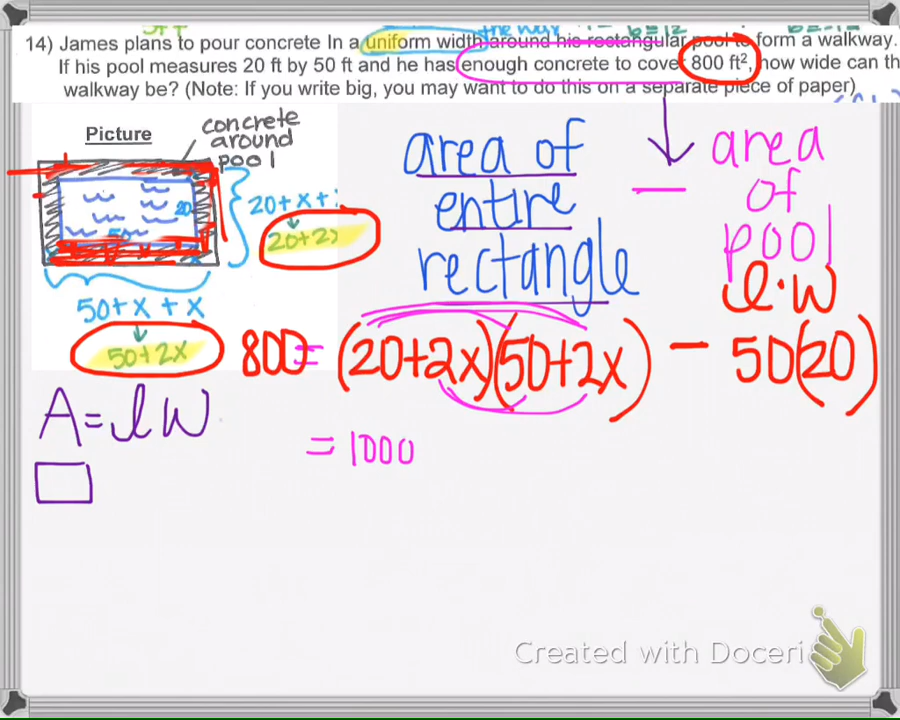 14) James plans to pour concrete In a uniform width around his rectangular pool to form a walkway.
If his pool measures 20 ft by 50 ft and he has enough concrete to cover 800 ft², how wide can th
walkway be? (Note: If you write big, you may want to do this on a separate piece of paper)
Picture
concrete
around
pool
20
50
20+x+
20+2x
50+x+x
50+2x
area of
entire
rectangle
—
area
of
pool
l·w
800=(20+2x)(50+2x) - 50(20)
A=lw
= 1000
Created with Doceri